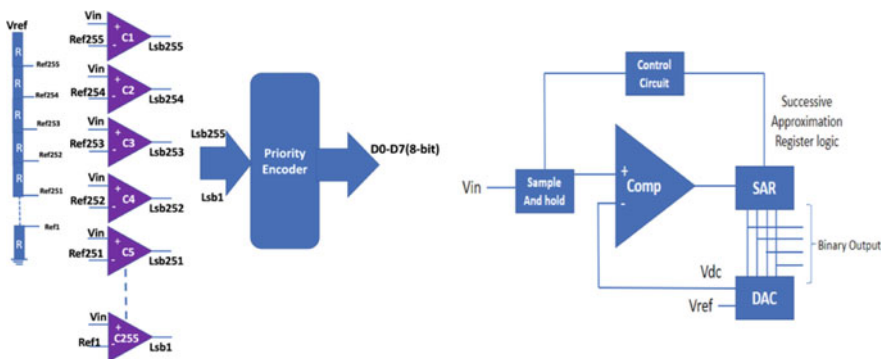 Vref
R
Ref255
R
Ref254
R
Ref253
R
Ref252
R
Ref251
Ref1
R
Vin
+
C1
Ref255
-
Lsb255
Vin
+
C2
Ref254
-
Lsb254
Vin
+
C3
Ref253
-
Lsb253
Vin
+
C4
Ref252
-
Lsb252
Vin
+
C5
Ref251
-
Lsb251
Vin
+
C255
Ref1
-
Lsb1
Lsb255
Lsb1
Priority
Encoder
D0-D7(8-bit)
Control
Circuit
Successive
Approximation
Register logic
Vin
Sample
And hold
+
Comp
-
SAR
Binary Output
Vdc
Vref
DAC